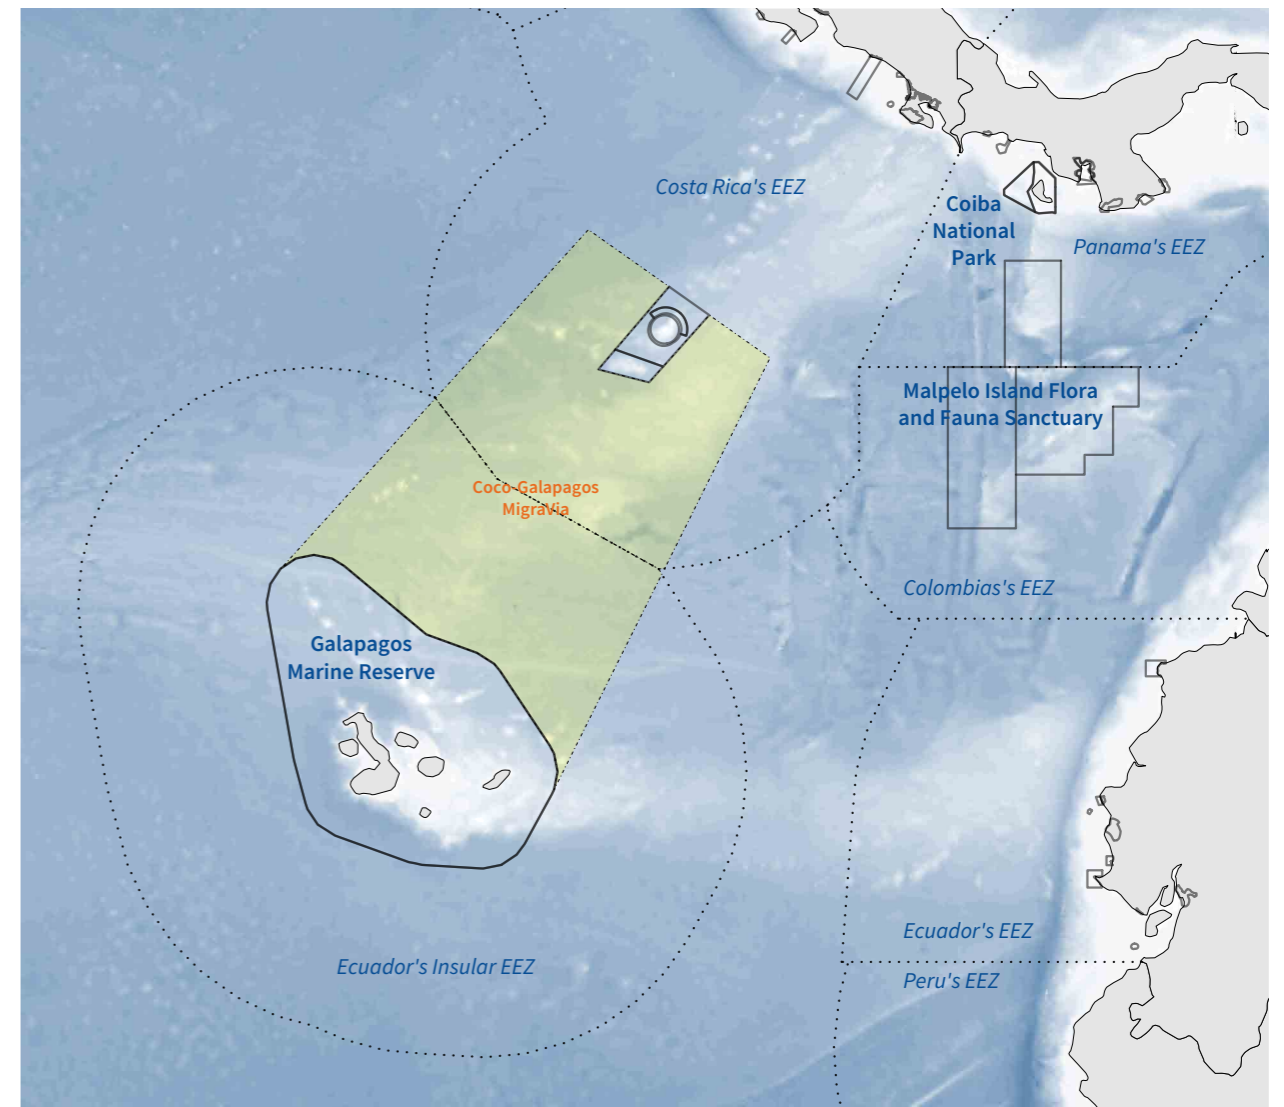 Costa Rica's EEZ
Coiba
National
Park
Panama's EEZ
Malpelo Island Flora
and Fauna Sanctuary
Coco-Galapagos
MigraVia
Colombias's EEZ
Galapagos
Marine Reserve
Ecuador's EEZ
Ecuador's Insular EEZ
Peru's EEZ